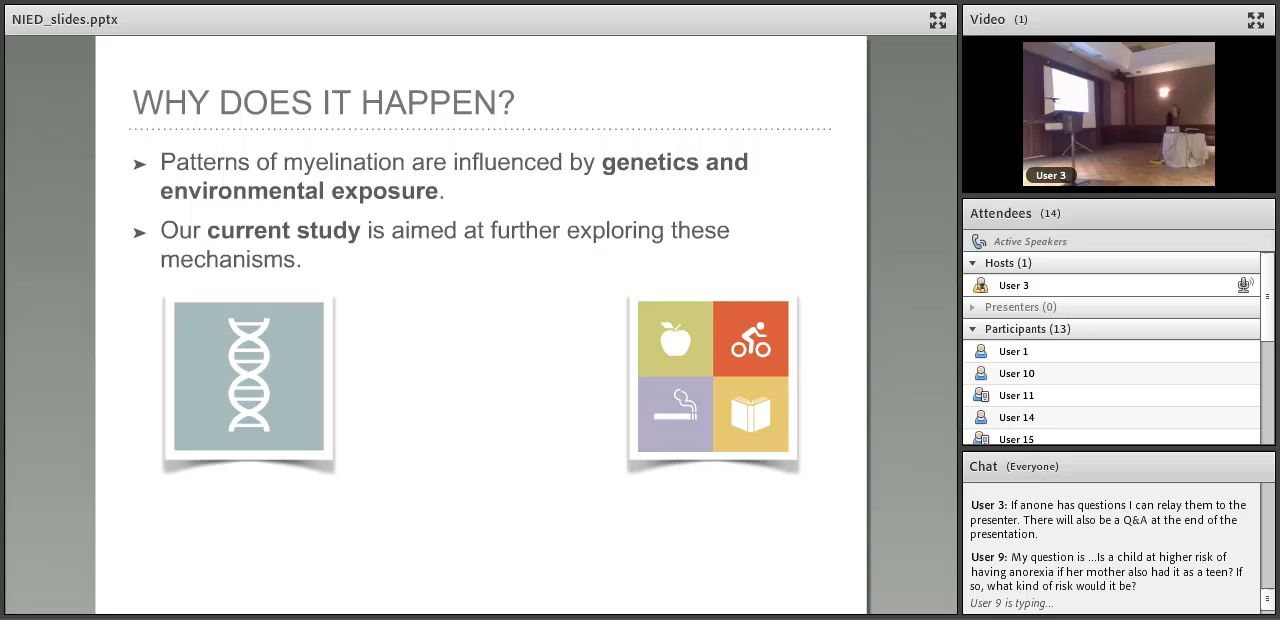 NIED_slides.pptx
WHY DOES IT HAPPEN?
➤ Patterns of myelination are influenced by genetics and
environmental exposure.
➤ Our current study is aimed at further exploring these
mechanisms.
Video (1)
User 3
Attendees (14)
Active Speakers
Hosts (1)
User 3
Presenters (0)
Participants (13)
User 1
User 10
User 11
User 14
User 15
Chat (Everyone)
User 3: If anone has questions I can relay them to the
presenter. There will also be a Q&A at the end of the
presentation.
User 9: My question is ...Is a child at higher risk of
having anorexia if her mother also had it as a teen? If
so, what kind of risk would it be?
User 9 is typing...